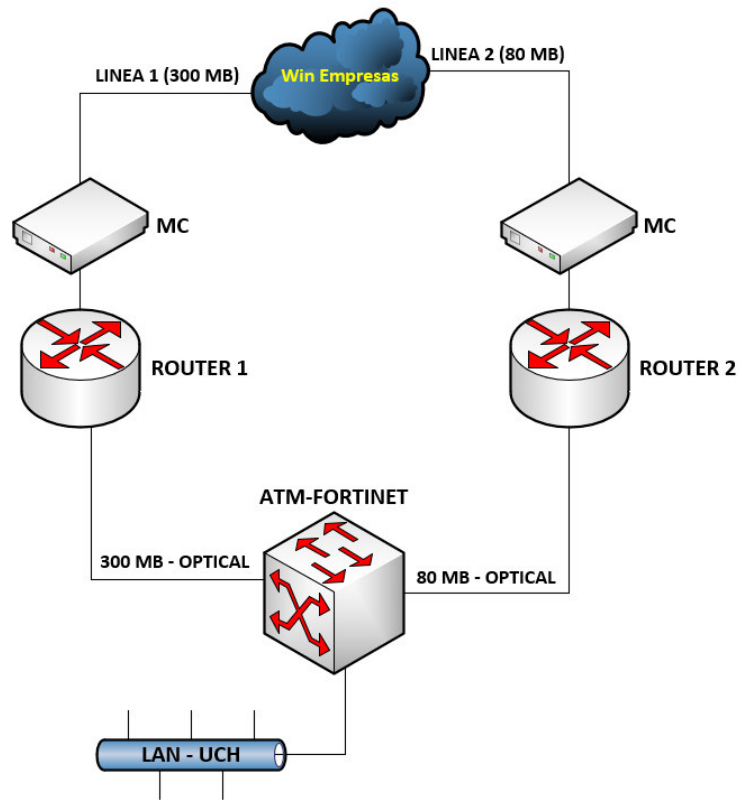 LINEA 1 (300 MB)
Win Empresas
LINEA 2 (80 MB)
MC
MC
ROUTER 1
ROUTER 2
ATM-FORTINET
300 MB - OPTICAL
80 MB - OPTICAL
LAN - UCH